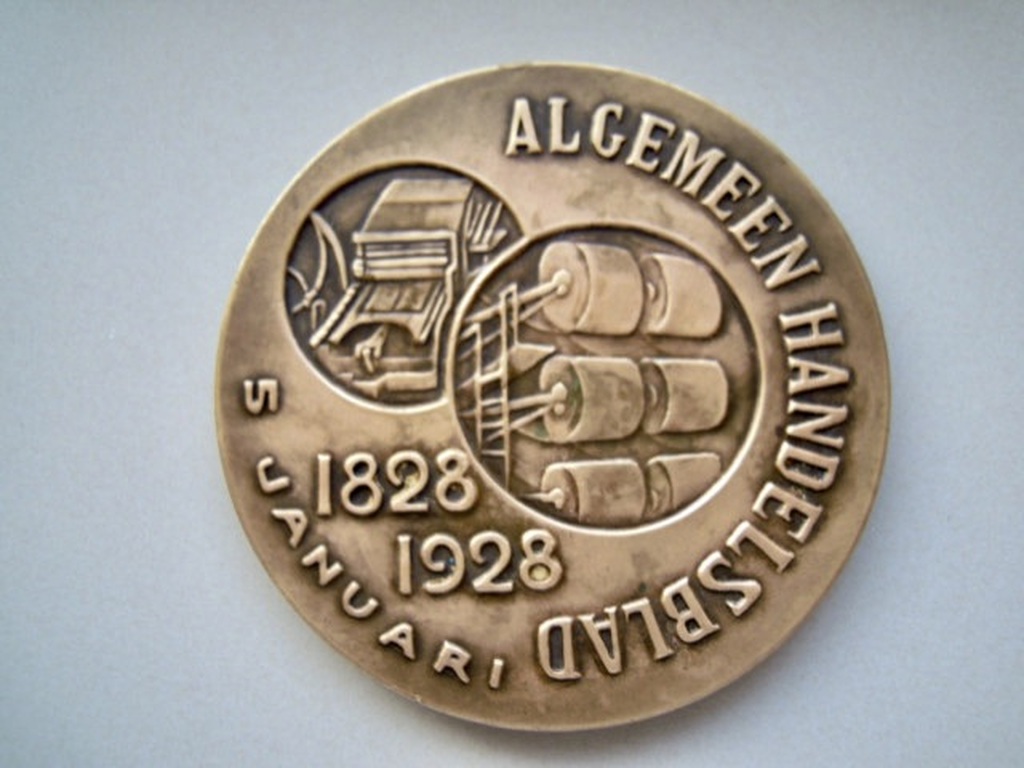 ALGEMEEN HANDELSBLAD
1828
1928
5 JANUARI